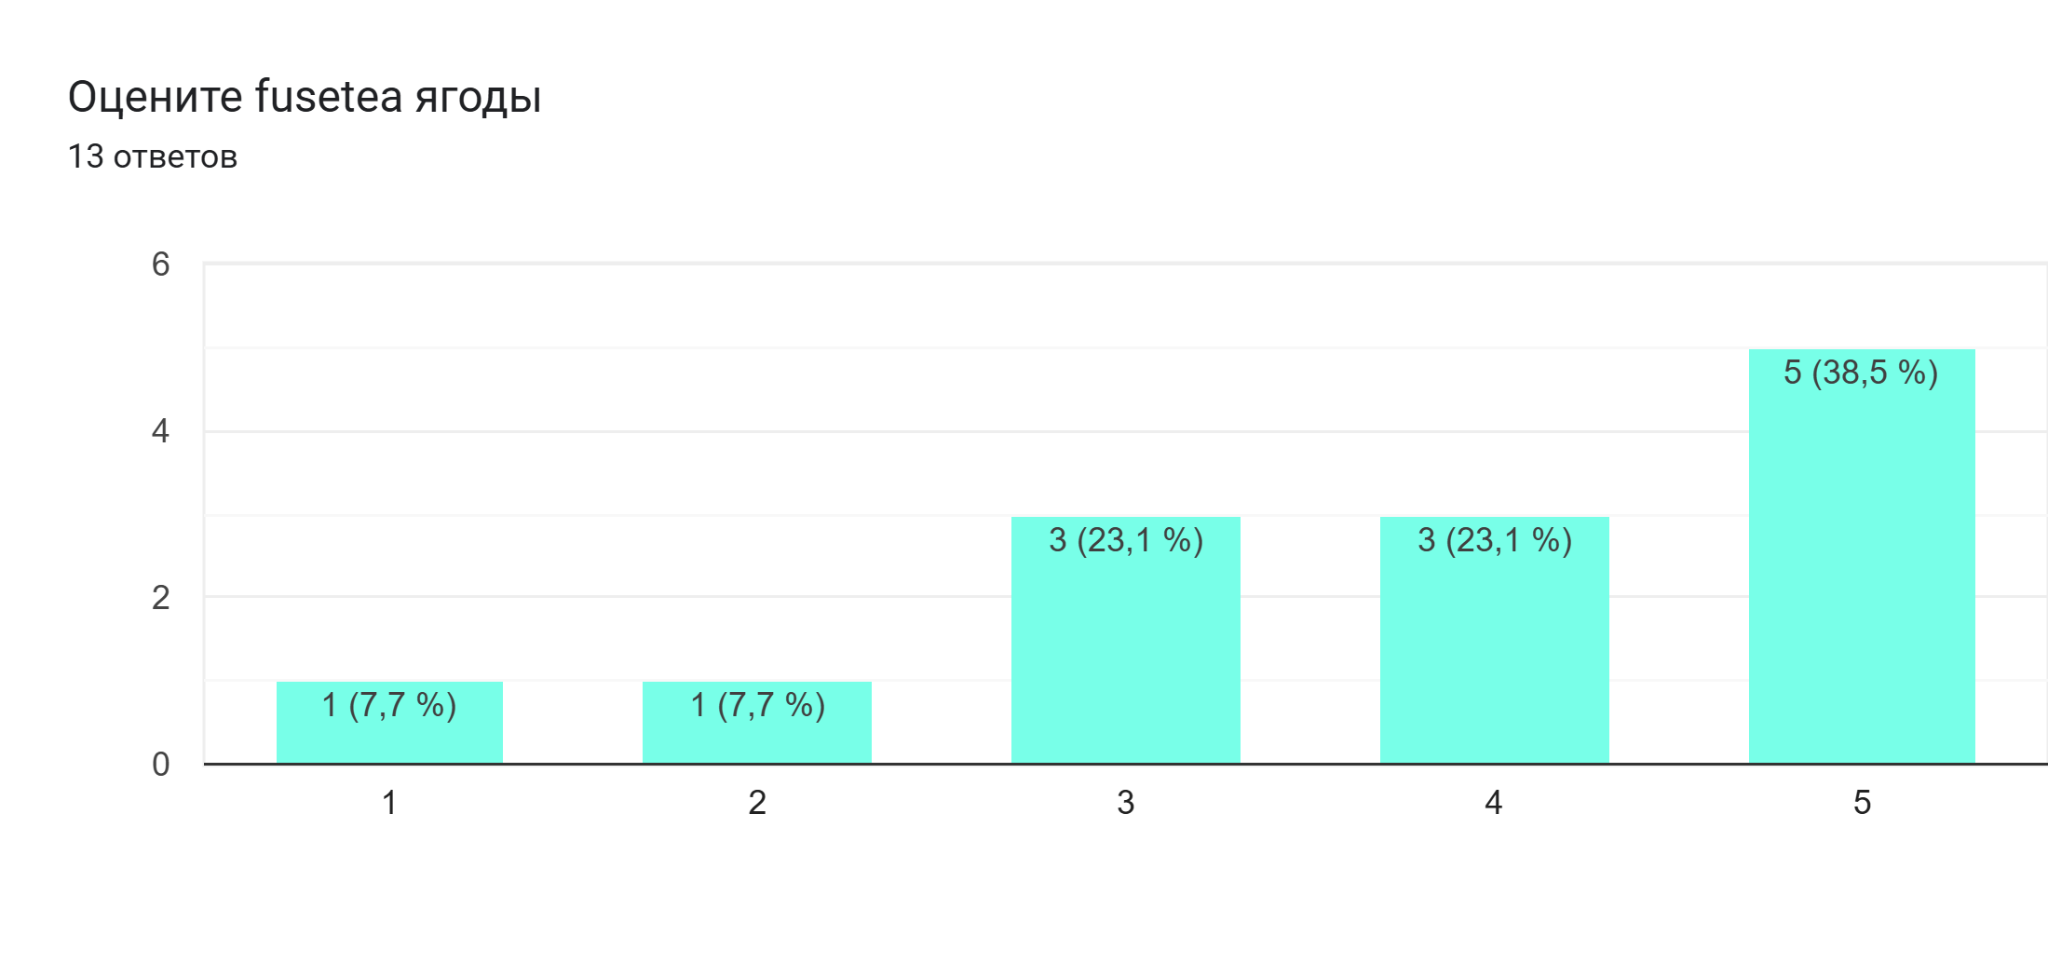 Оцените fusetea ягоды
13 ответов
6
4
2
0
1 (7,7 %)
1 (7,7 %)
3 (23,1 %)
3 (23,1 %)
5 (38,5 %)
1
2
3
4
5